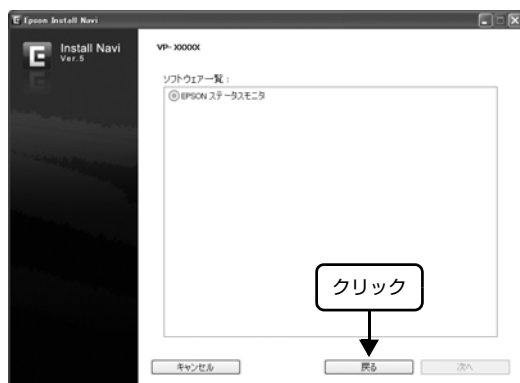 Epson Install Navi
Install Navi
Ver.5
VP-XXXXX
ソフトウェア一覧：
EPSON ステータスモニタ
クリック
キャンセル
戻る
次へ